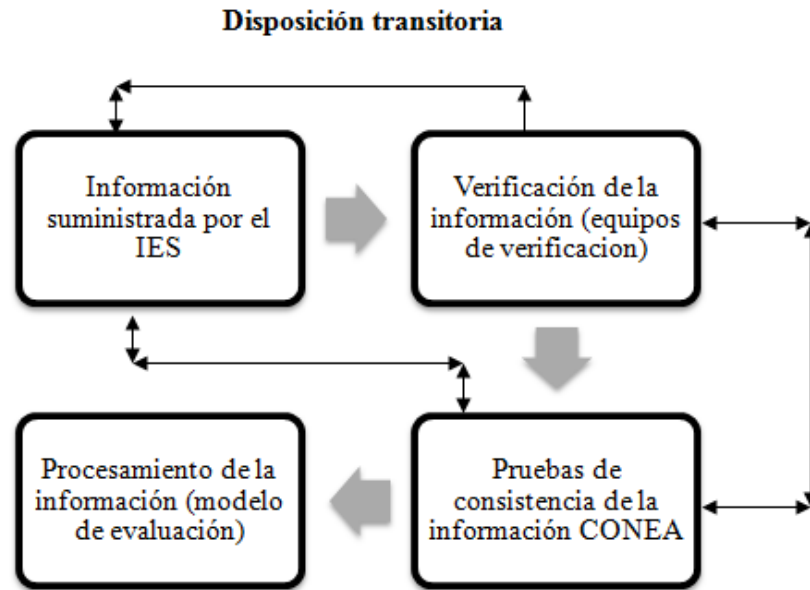 Disposición transitoria
Información
suministrada por el
IES
Verificación de la
información (equipos
de verificacion)
Procesamiento de la
información (modelo
de evaluación)
Pruebas de
consistencia de la
información CONEA